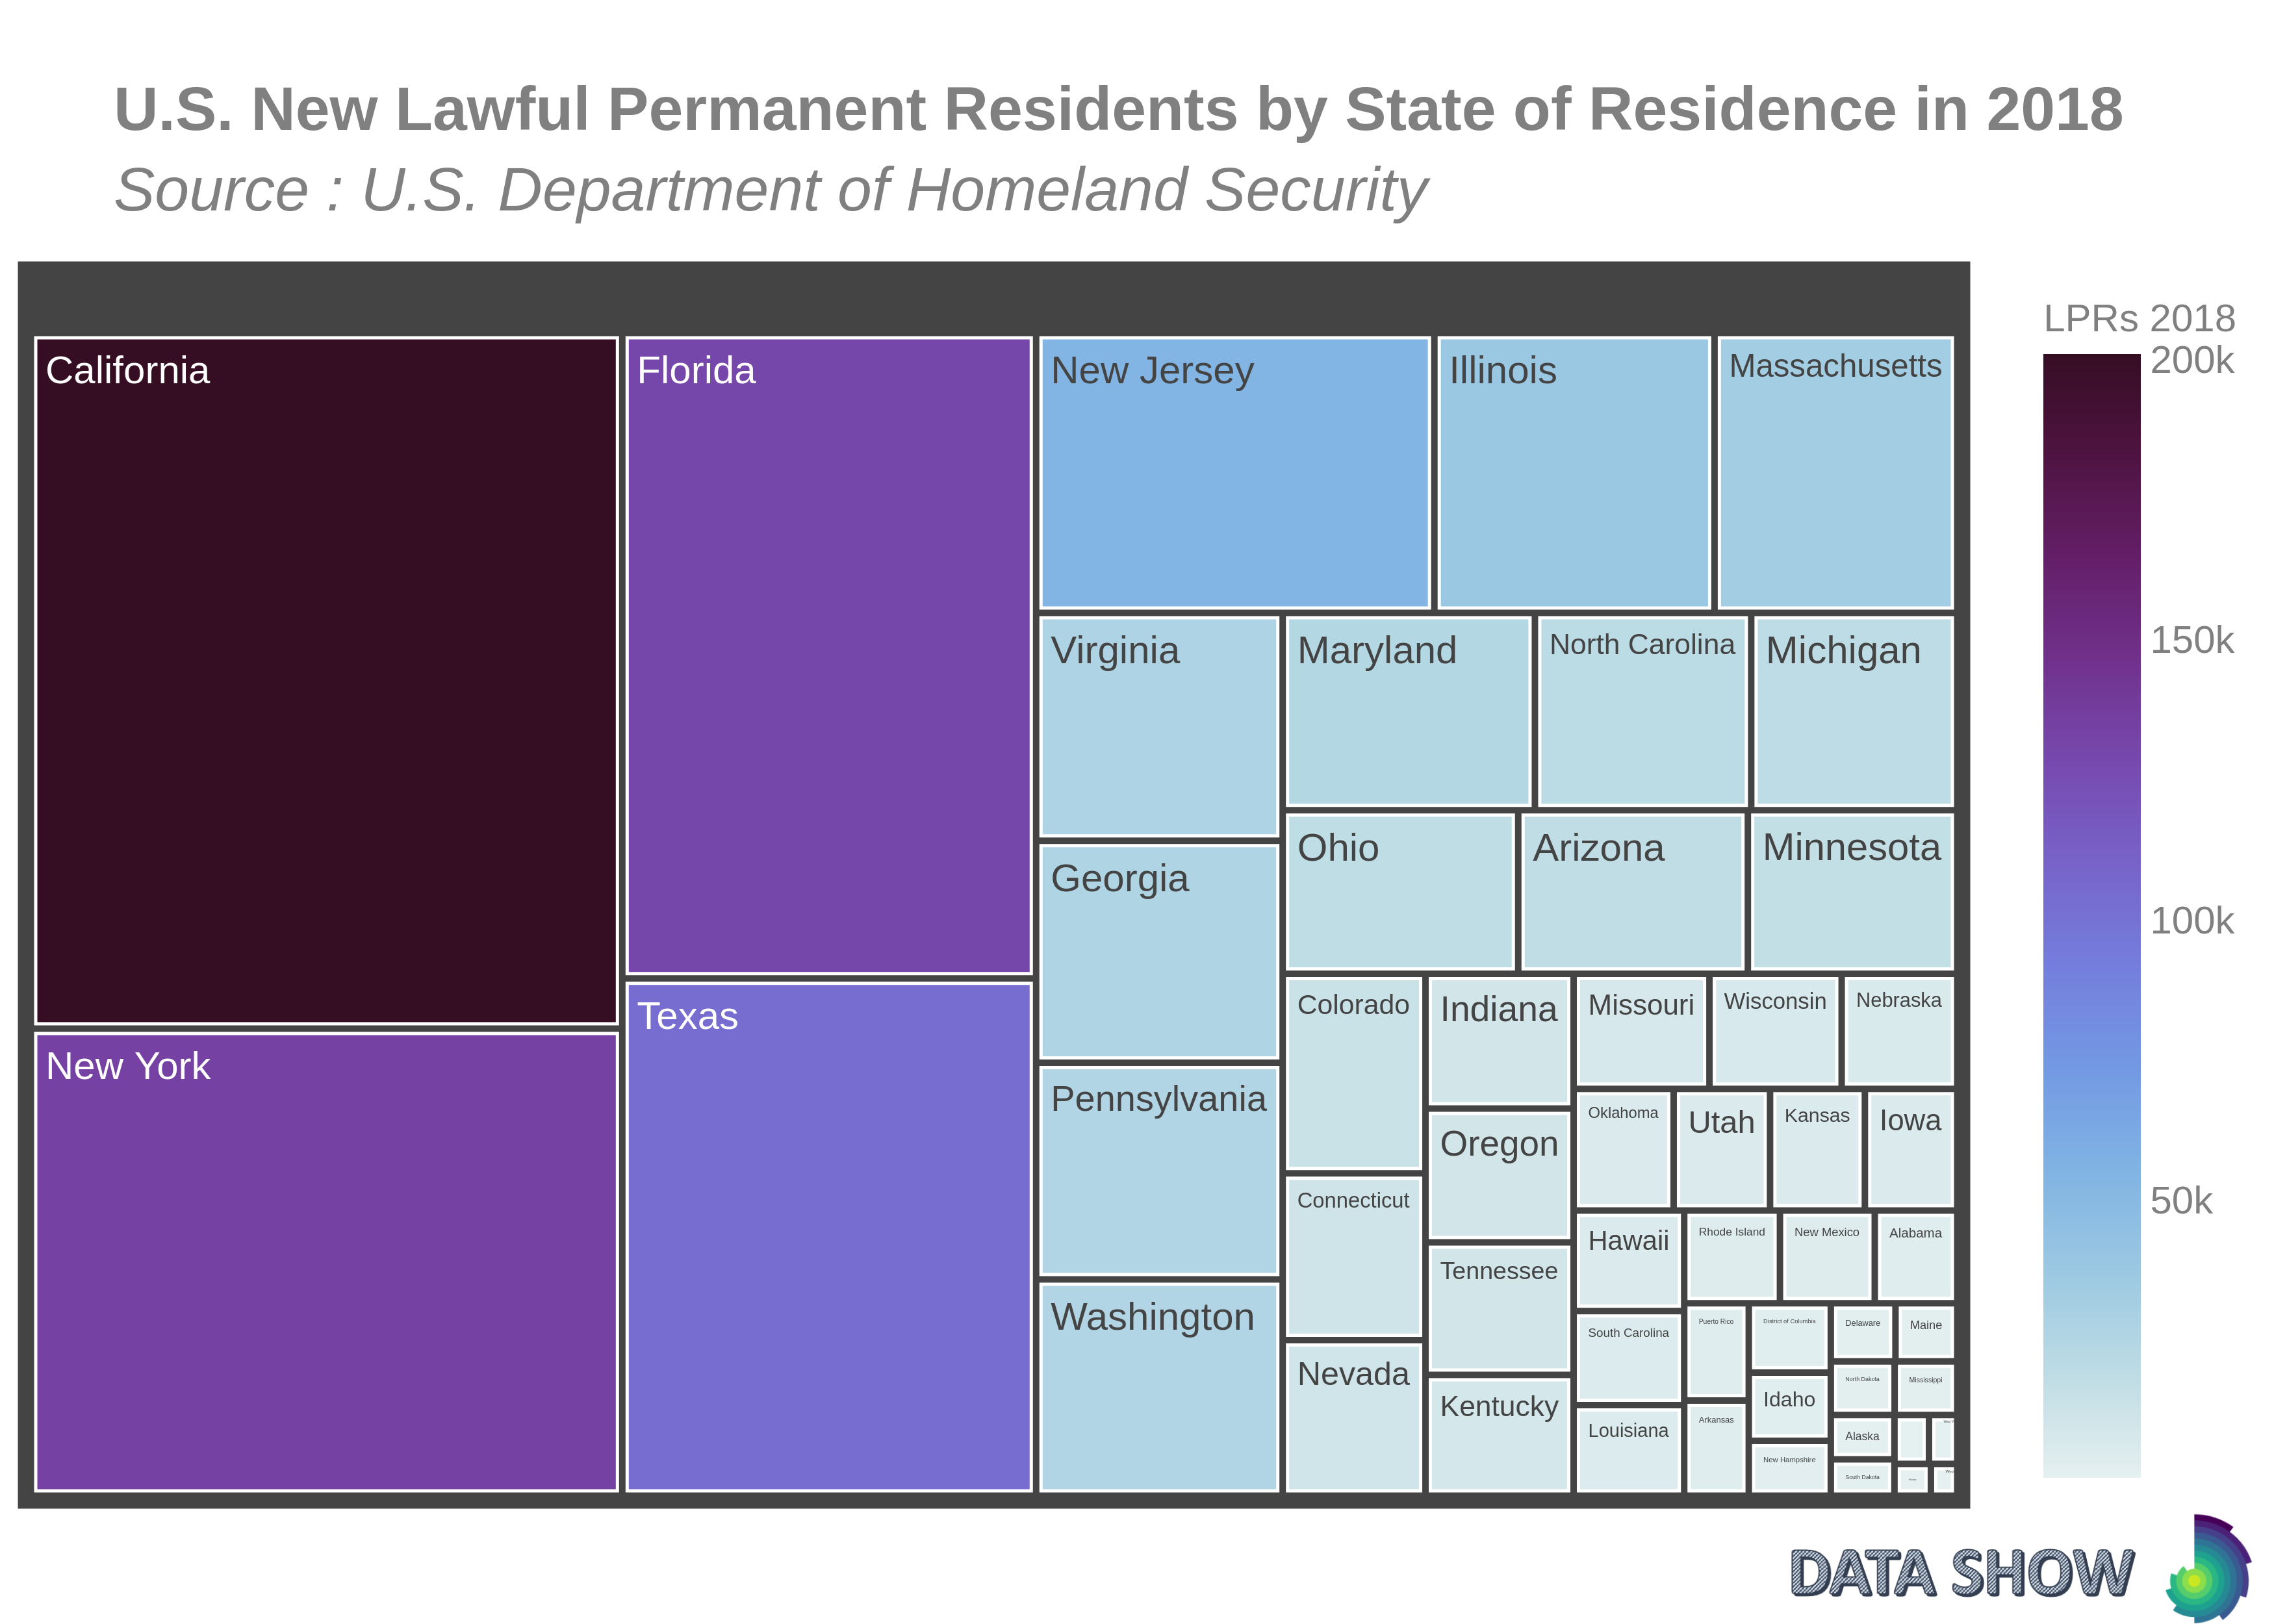 U.S. New Lawful Permanent Residents by State of Residence in 2018
Source : U.S. Department of Homeland Security
LPRs 2018
200k
150k
100k
50k
California
Florida
New Jersey
Illinois
Massachusetts
Virginia
Maryland
North Carolina
Michigan
Ohio
Arizona
Minnesota
Georgia
Colorado
Indiana
Missouri
Wisconsin
Nebraska
Texas
New York
Pennsylvania
Oklahoma
Utah
Kansas
Iowa
Oregon
Connecticut
Hawaii
Rhode Island
New Mexico
Alabama
Tennessee
Washington
South Carolina
Puerto Rico
District of Columbia
Delaware
Maine
Nevada
Kentucky
North Dakota
Mississippi
Idaho
Louisiana
Arkansas
Alaska
New Hampshire
South Dakota
DATA SHOW